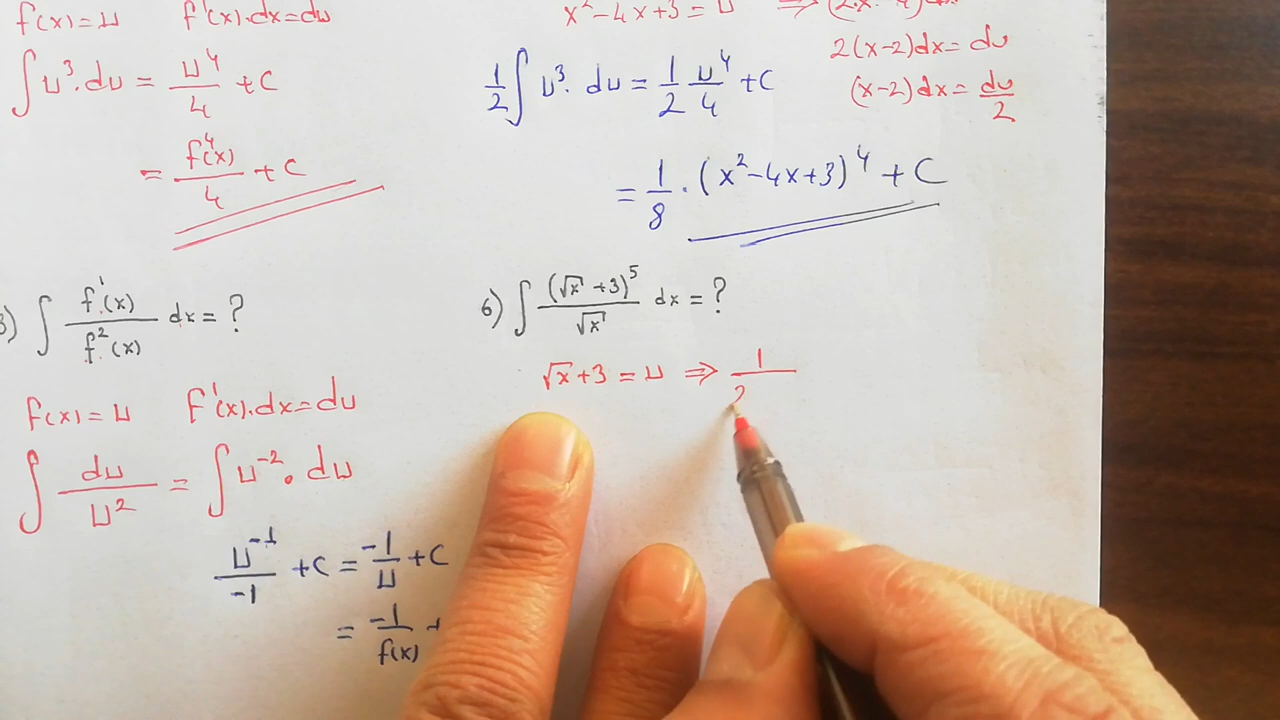 f(x) = u f'(x).dx = du
∫ u³. du = u⁴/4 + c
= f⁴(x)/4 + c
x² - 4x + 3 = u ⇒
2(x-2)dx = du
(x-2)dx = du/2
1/2 ∫ u³. du = 1/2 u⁴/4 + c
= 1/8 . (x² - 4x + 3)⁴ + C
3) ∫ f'(x)/f²(x) dx = ?
f(x) = u f'(x).dx = du
∫ du/u² = ∫ u⁻². du
u⁻¹/-1 + c = -1/u + c
= -1/f(x) +
6) ∫ (√x + 3)⁵/√x dx = ?
√x + 3 = u ⇒ 1/2